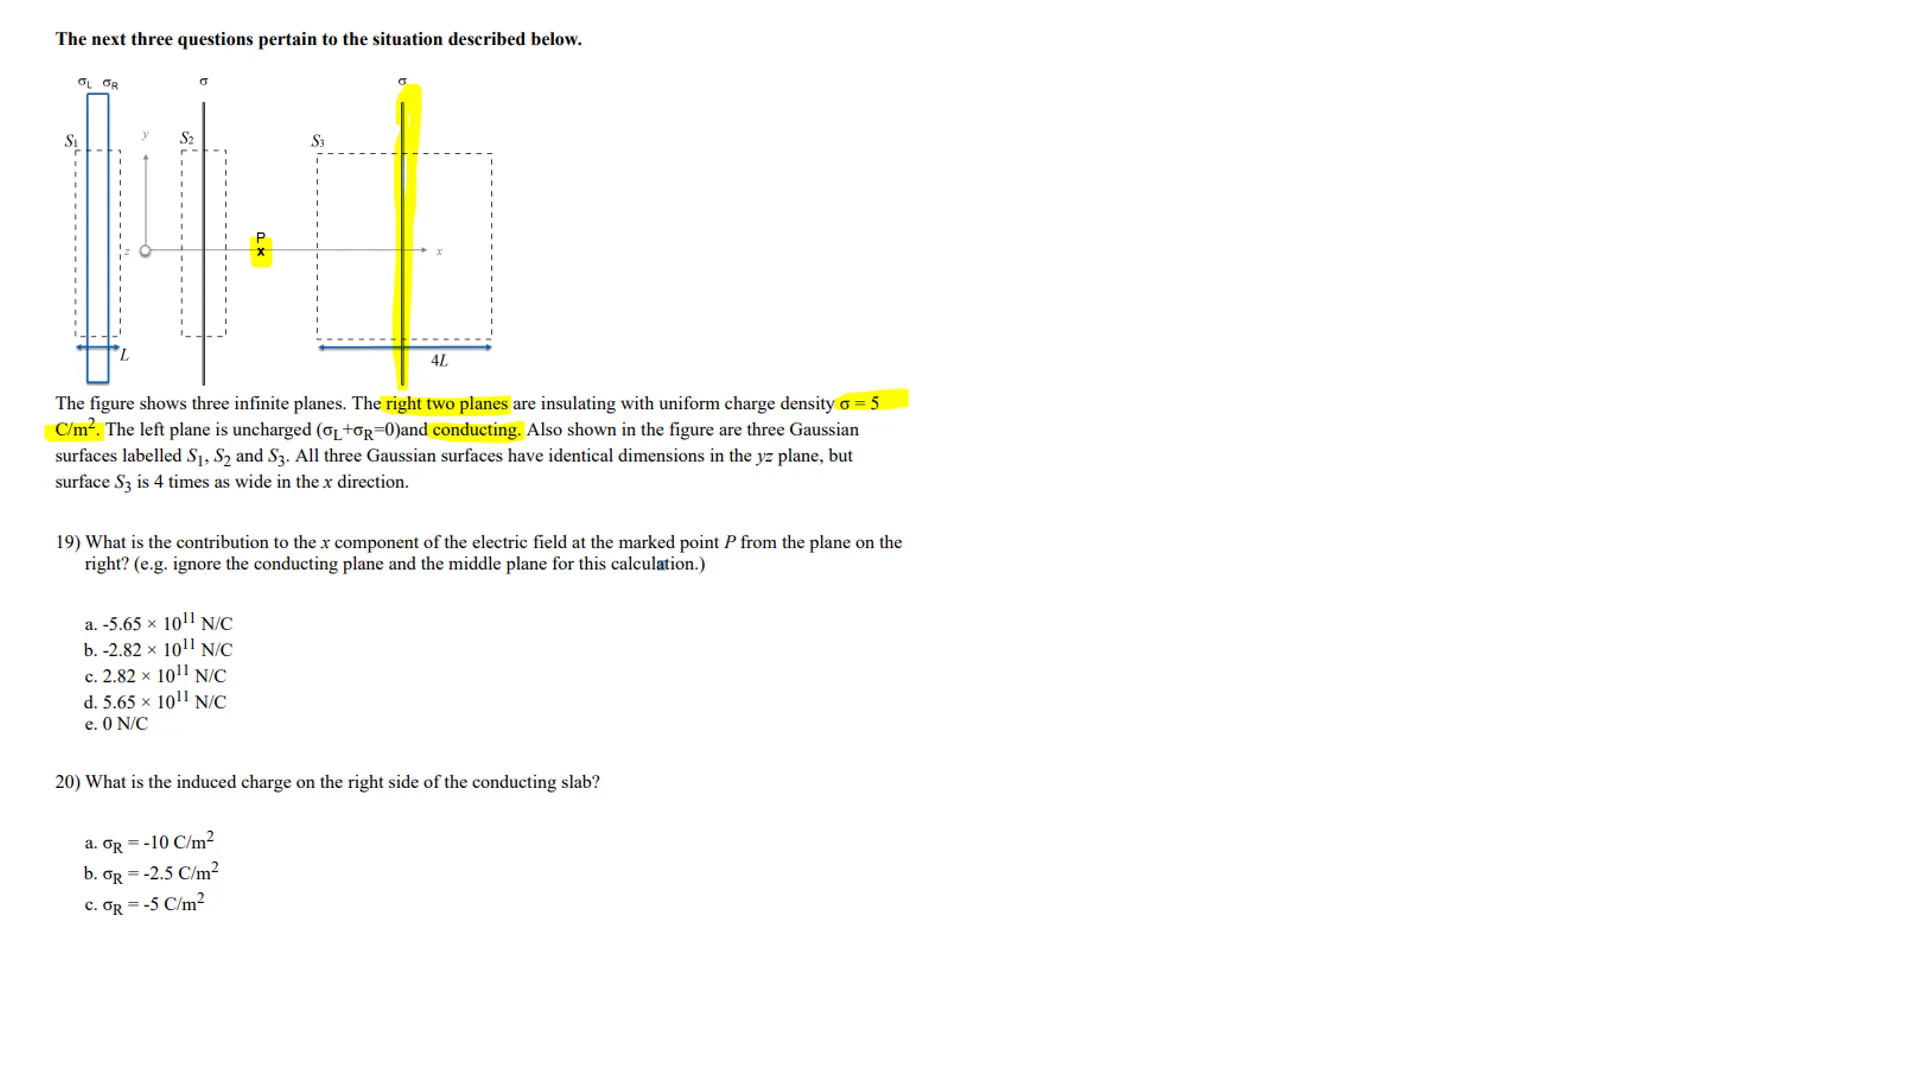 The next three questions pertain to the situation described below.
σL σR σ σ
S1 y S2 S3
P
z x x
L 4L
The figure shows three infinite planes. The right two planes are insulating with uniform charge density σ = 5
C/m². The left plane is uncharged (σL+σR=0)and conducting. Also shown in the figure are three Gaussian
surfaces labelled S1, S2 and S3. All three Gaussian surfaces have identical dimensions in the yz plane, but
surface S3 is 4 times as wide in the x direction.
19) What is the contribution to the x component of the electric field at the marked point P from the plane on the
right? (e.g. ignore the conducting plane and the middle plane for this calculation.)
a. -5.65 × 10¹¹ N/C
b. -2.82 × 10¹¹ N/C
c. 2.82 × 10¹¹ N/C
d. 5.65 × 10¹¹ N/C
e. 0 N/C
20) What is the induced charge on the right side of the conducting slab?
a. σR = -10 C/m²
b. σR = -2.5 C/m²
c. σR = -5 C/m²